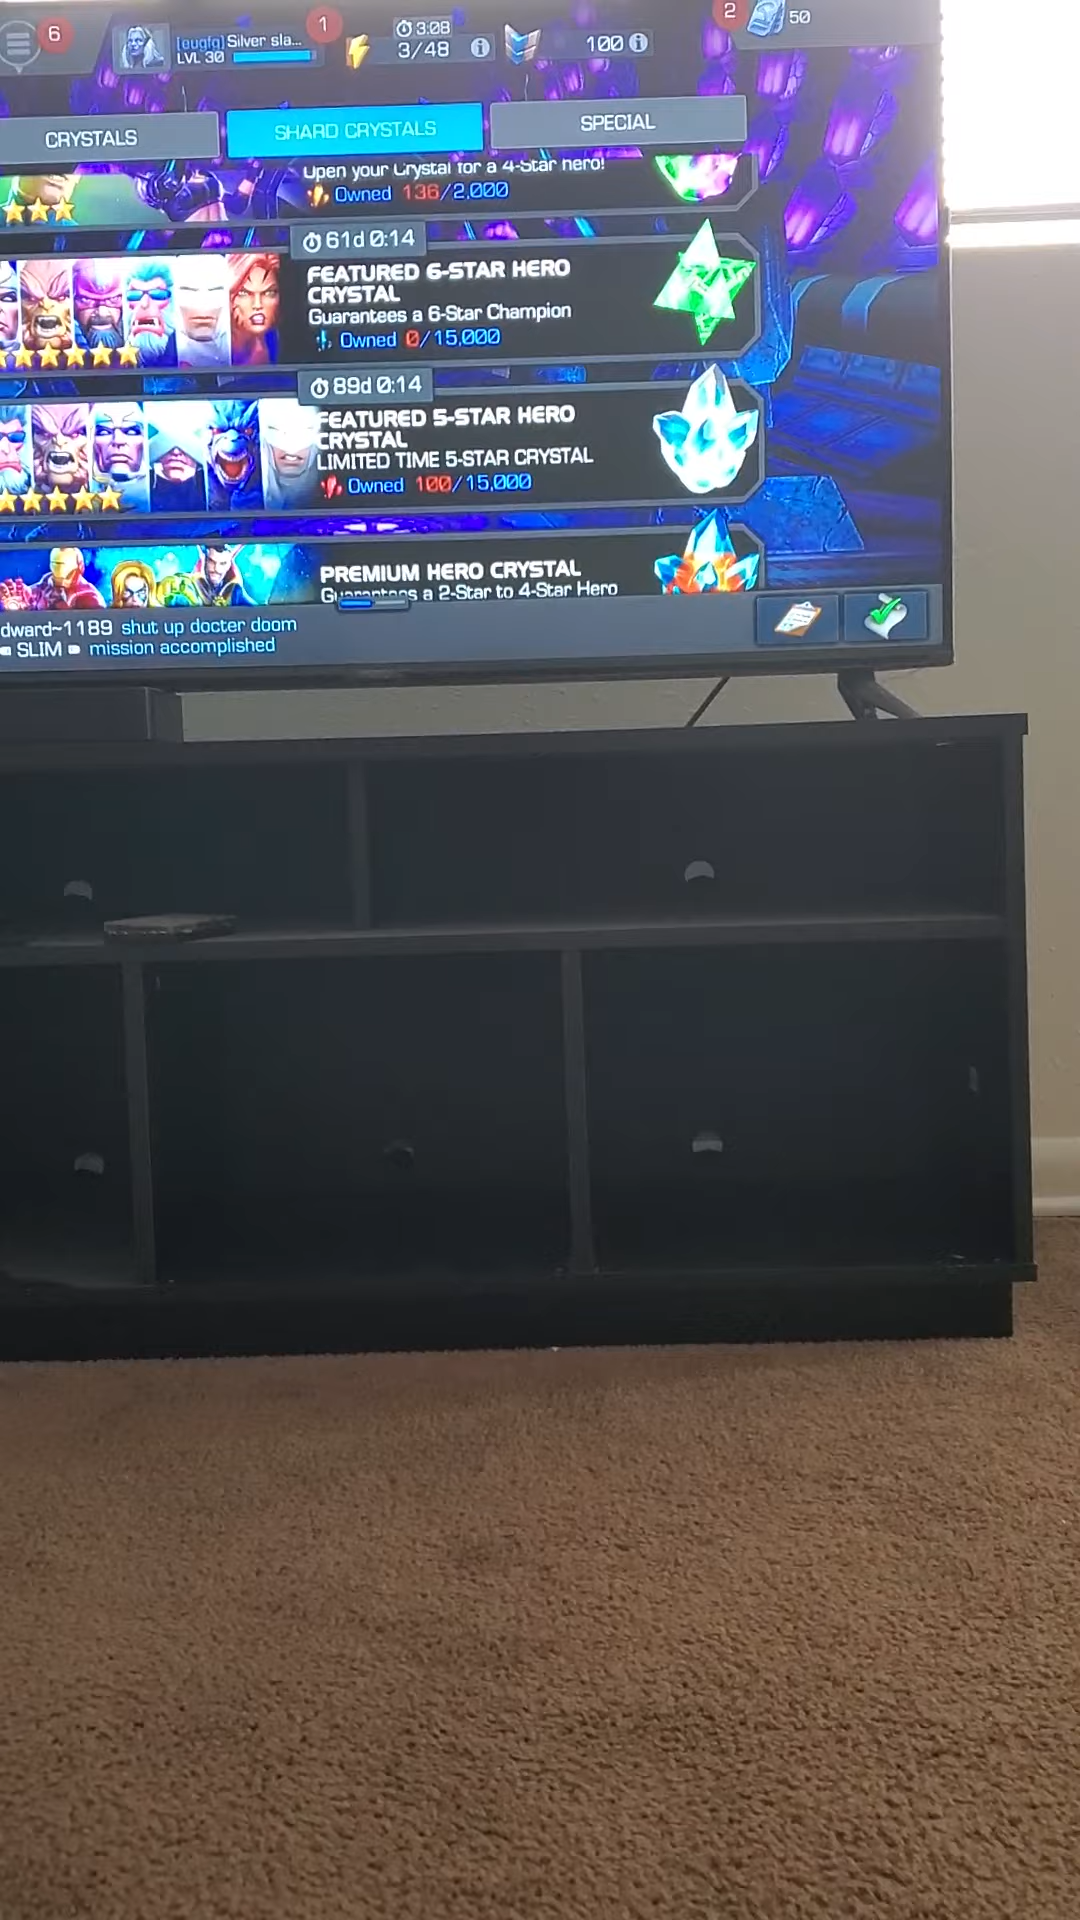 6
[eugfg] Silver sla...
LVL 30
1
3:08
3/48
100
2
50
CRYSTALS
SHARD CRYSTALS
SPECIAL
Open your Crystal for a 4-Star hero!
Owned 136/2,000
61d 0:14
FEATURED 6-STAR HERO
CRYSTAL
Guarantees a 6-Star Champion
Owned 0/15,000
89d 0:14
FEATURED 5-STAR HERO
CRYSTAL
LIMITED TIME 5-STAR CRYSTAL
Owned 100/15,000
PREMIUM HERO CRYSTAL
Guarantees a 2-Star to 4-Star Hero
dward~1189 shut up docter doom
SLIM mission accomplished